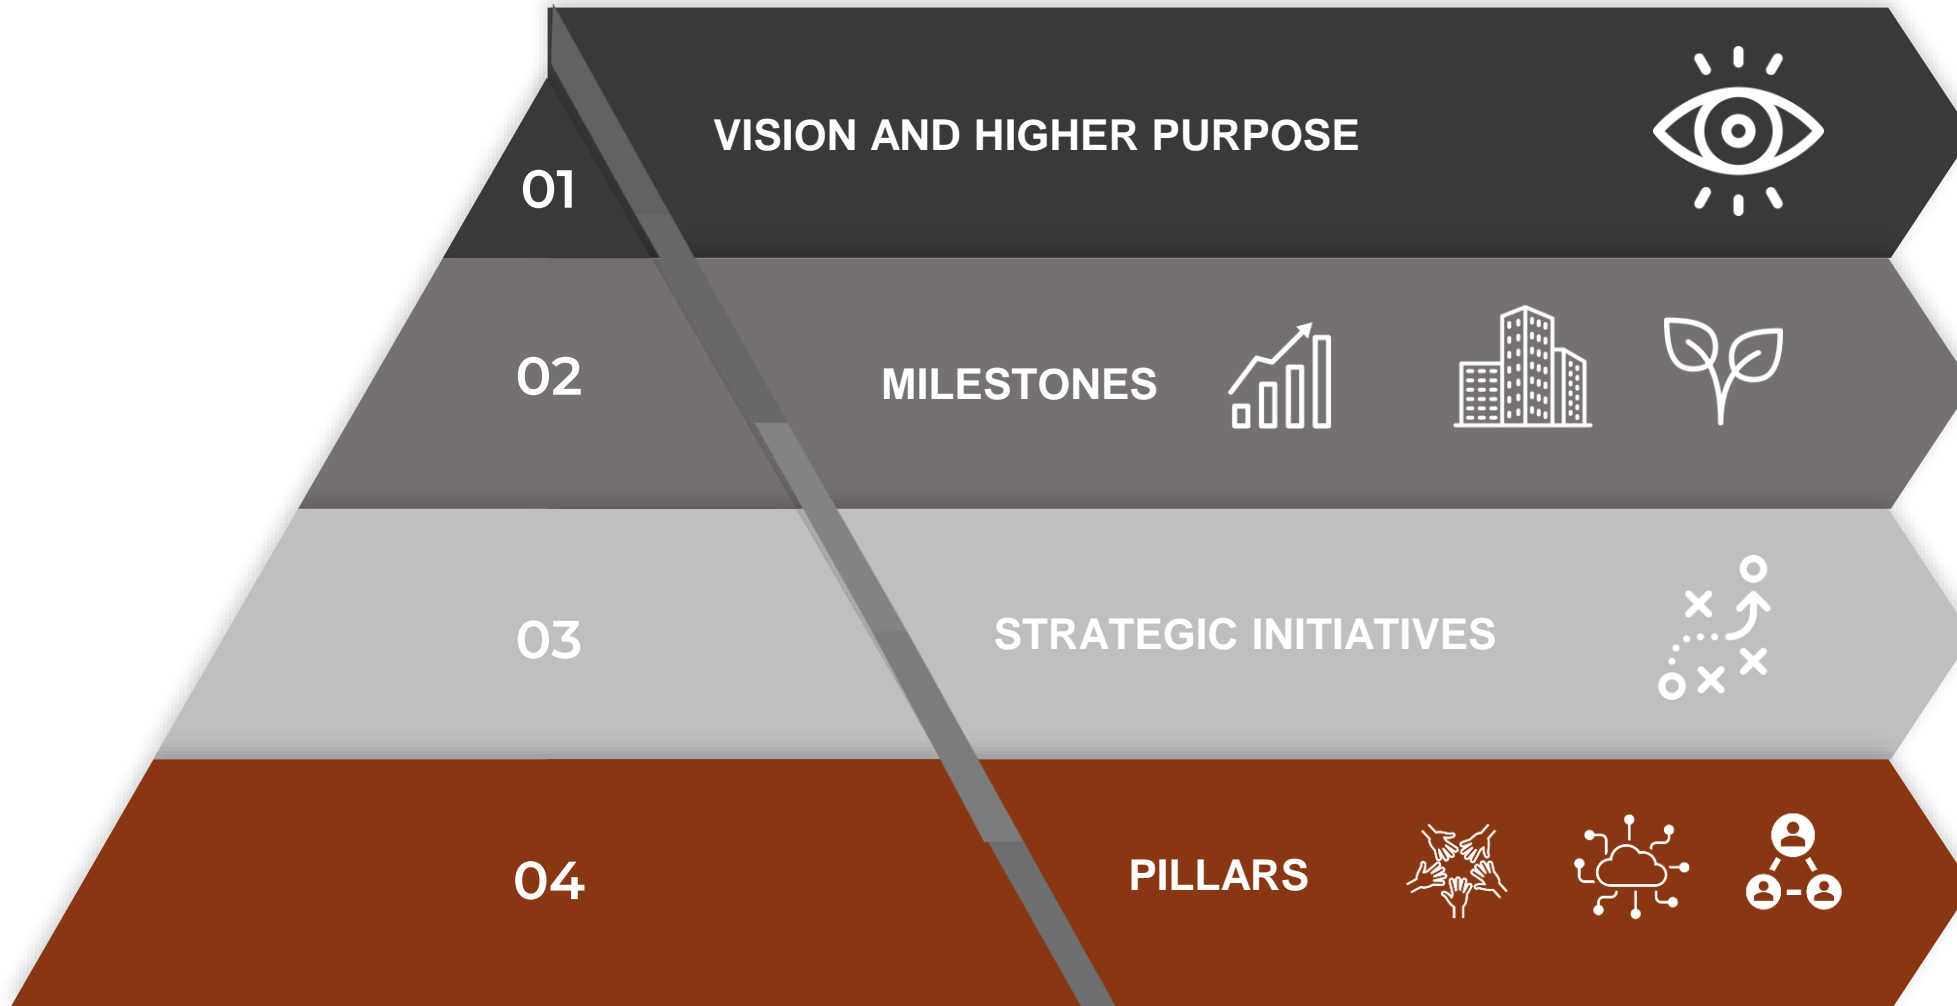 VISION AND HIGHER PURPOSE
01
02
MILESTONES
03
STRATEGIC INITIATIVES
04
PILLARS